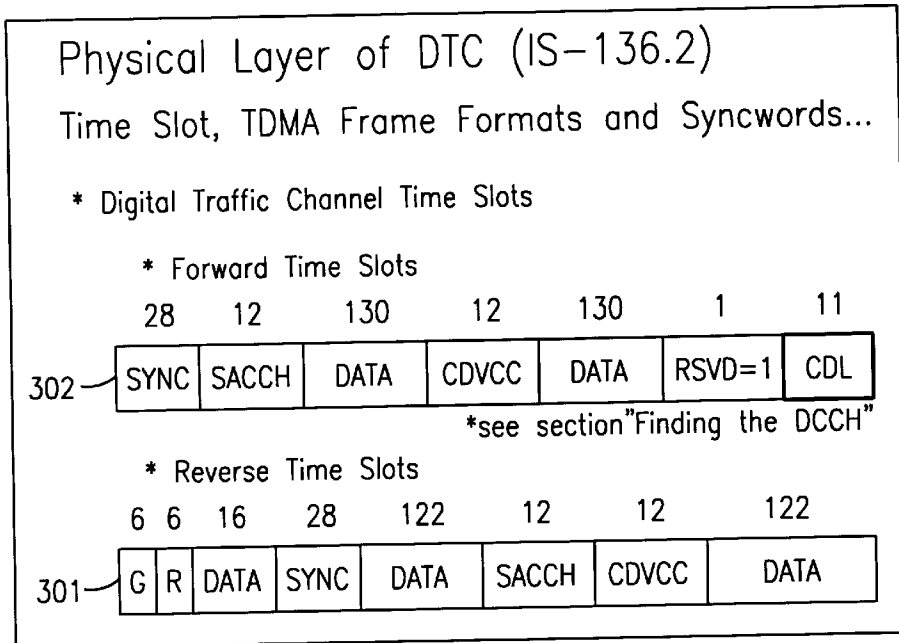 Physical Layer of DTC (IS-136.2)
Time Slot, TDMA Frame Formats and Syncwords...
* Digital Traffic Channel Time Slots
* Forward Time Slots
28 12 130 12 130 1 11
302 SYNC SACCH DATA CDVCC DATA RSVD=1 CDL
*see section"Finding the DCCH"
* Reverse Time Slots
6 6 16 28 122 12 12 122
301 G R DATA SYNC DATA SACCH CDVCC DATA